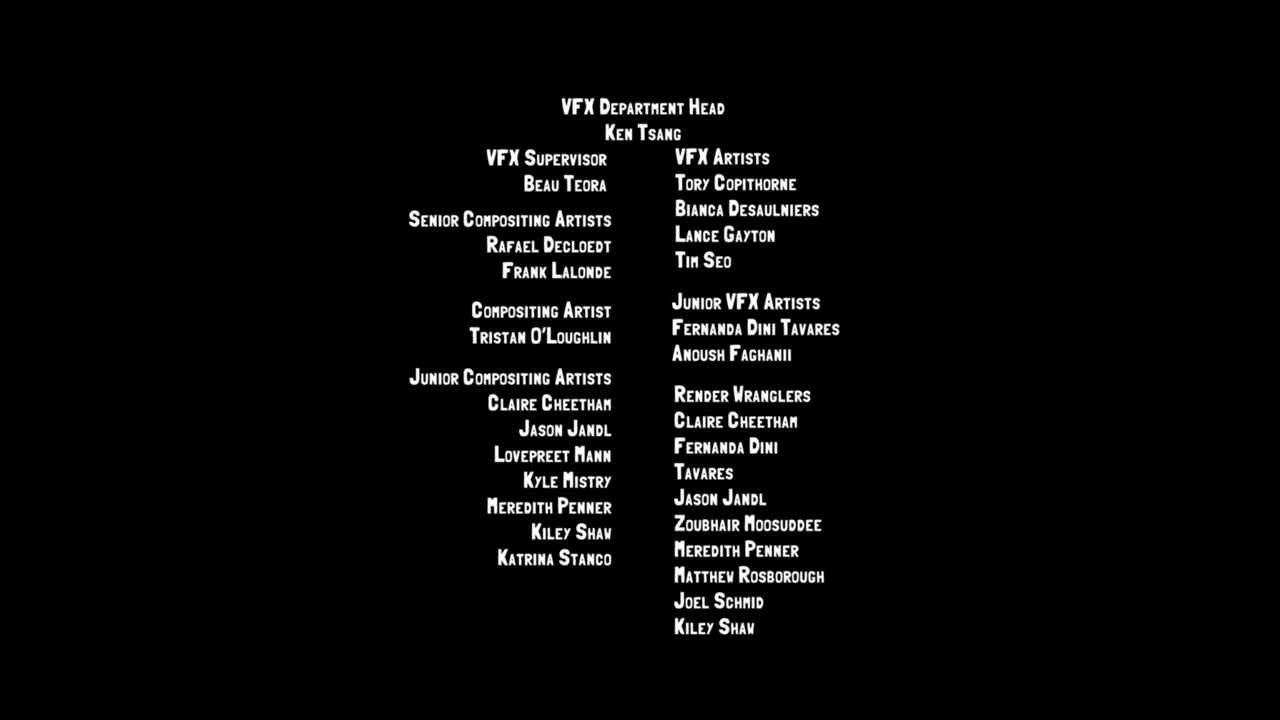 VFX Department Head
Ken Tsang
VFX Supervisor
Beau Teora
Senior Compositing Artists
Rafael Decloedt
Frank Lalonde
Compositing Artist
Tristan O'Loughlin
Junior Compositing Artists
Claire Cheetham
Jason Jandl
Lovepreet Mann
Kyle Mistry
Meredith Penner
Kiley Shaw
Katrina Stanco
VFX Artists
Tory Copithorne
Bianca Desaulniers
Lance Gayton
Tim Seo
Junior VFX Artists
Fernanda Dini Tavares
Anoush Faghanii
Render Wranglers
Claire Cheetham
Fernanda Dini
Tavares
Jason Jandl
Zoubhair Moosuddee
Meredith Penner
Matthew Rosborough
Joel Schmid
Kiley Shaw